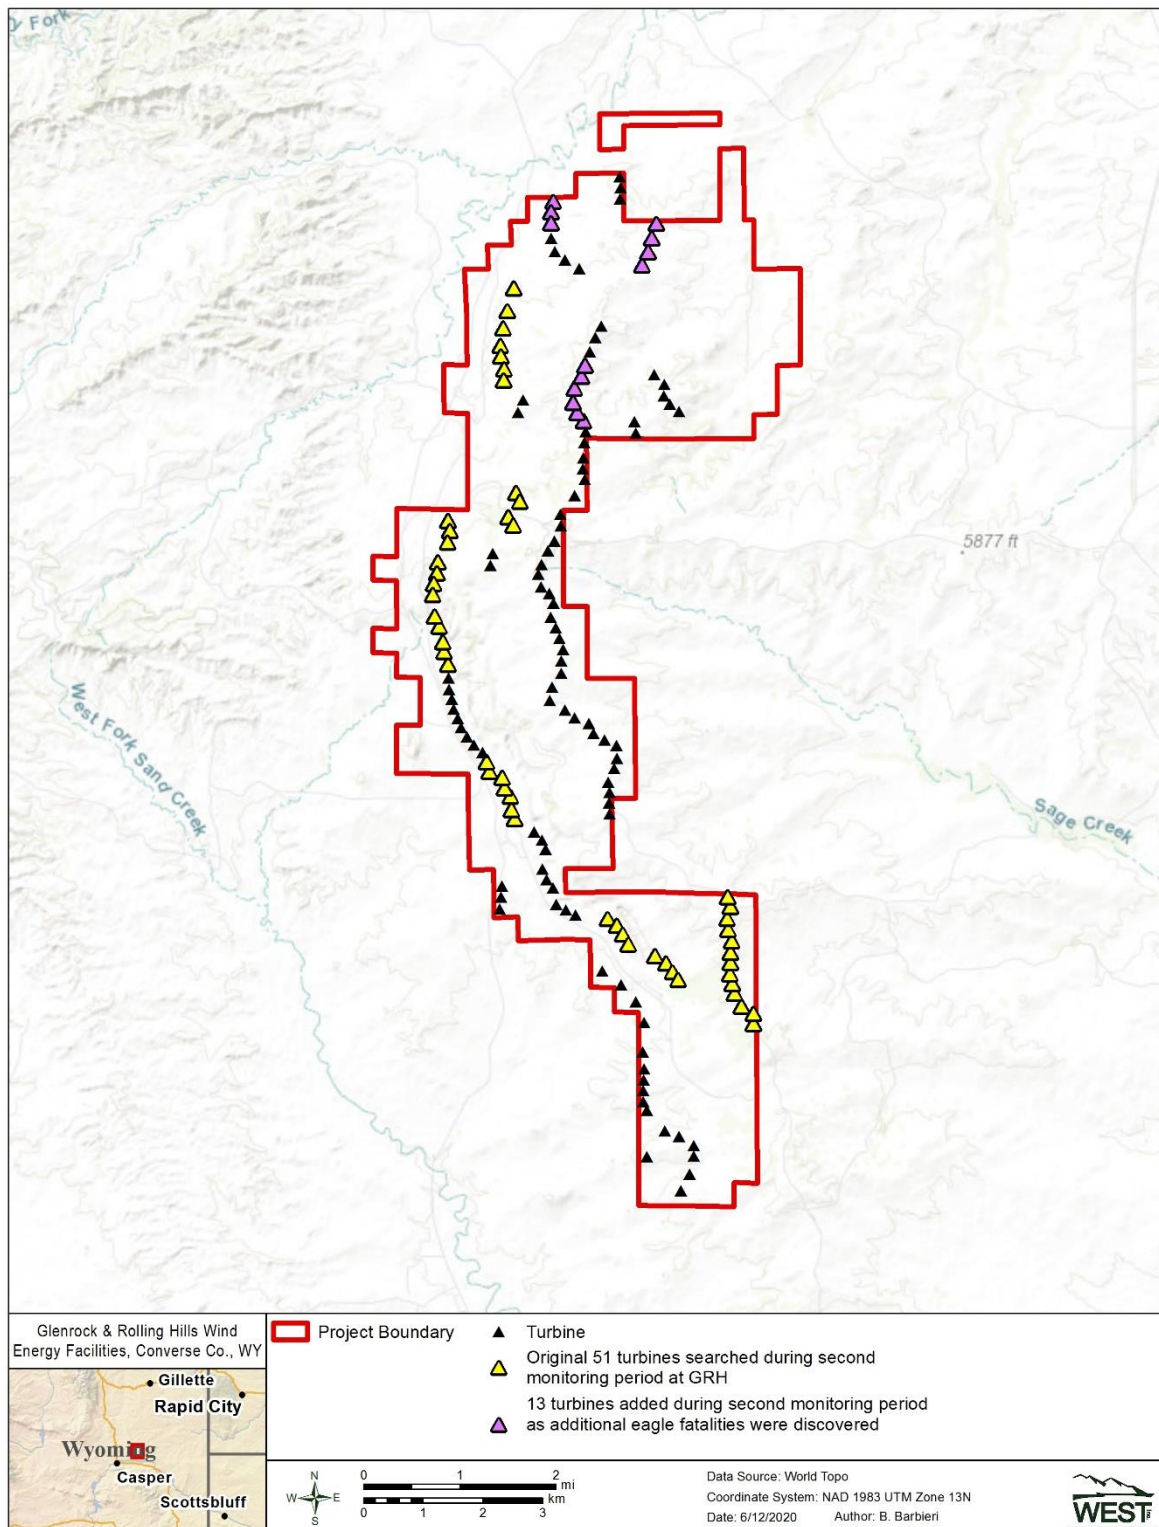 y Fork
5877 ft
West Fork Sand Creek
Sage Creek
Glenrock & Rolling Hills Wind
Energy Facilities, Converse Co., WY
Gillette
Rapid City
Wyoming
Casper
Scottsbluff
Project Boundary
Turbine
Original 51 turbines searched during second
monitoring period at GRH
13 turbines added during second monitoring period
as additional eagle fatalities were discovered
N
W E
S
0 1 2
mi
km
0 1 2 3
Data Source: World Topo
Coordinate System: NAD 1983 UTM Zone 13N
Date: 6/12/2020 Author: B. Barbieri
WEST